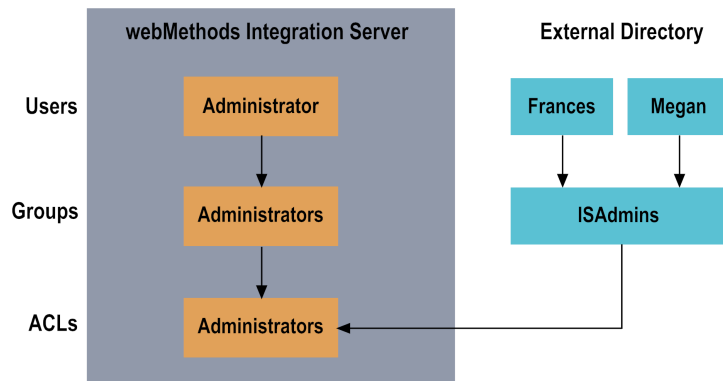 webMethods Integration Server
External Directory
Users
Administrator
Frances
Megan
Groups
Administrators
ISAdmins
ACLs
Administrators